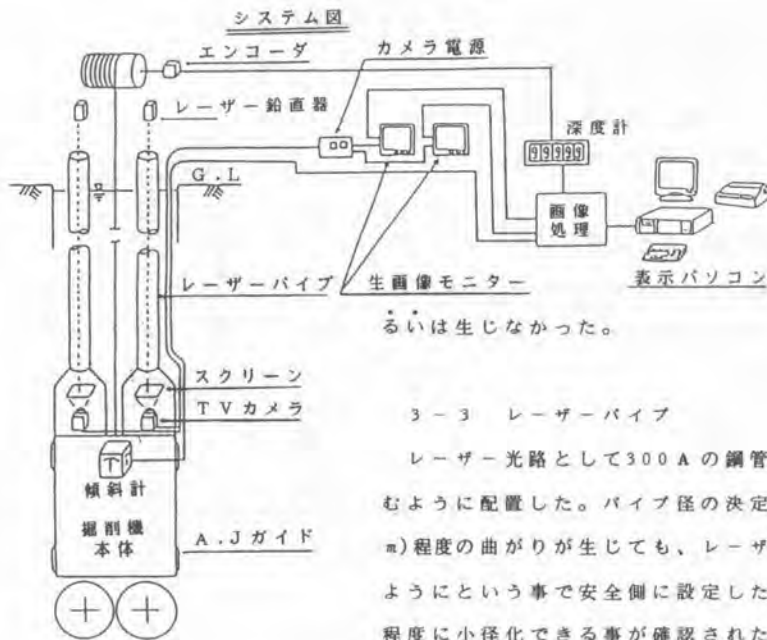 システム図
エンコーダ
カメラ電源
レーザー鉛直器
深度計
99999
G.L
画像
処理
レーザーパイプ
生画像モニター
表示パソコン
るいは生じなかった。
スクリーン
TVカメラ
3-3 レーザーパイプ
レーザー光路として300Aの鋼管
下
傾斜計
むように配置した。パイプ径の決定
掘削機
本体
A.Jガイド
m)程度の曲がりが生じても、レーザ
ようにという事で安全側に設定した
程度に小径化できる事が確認された